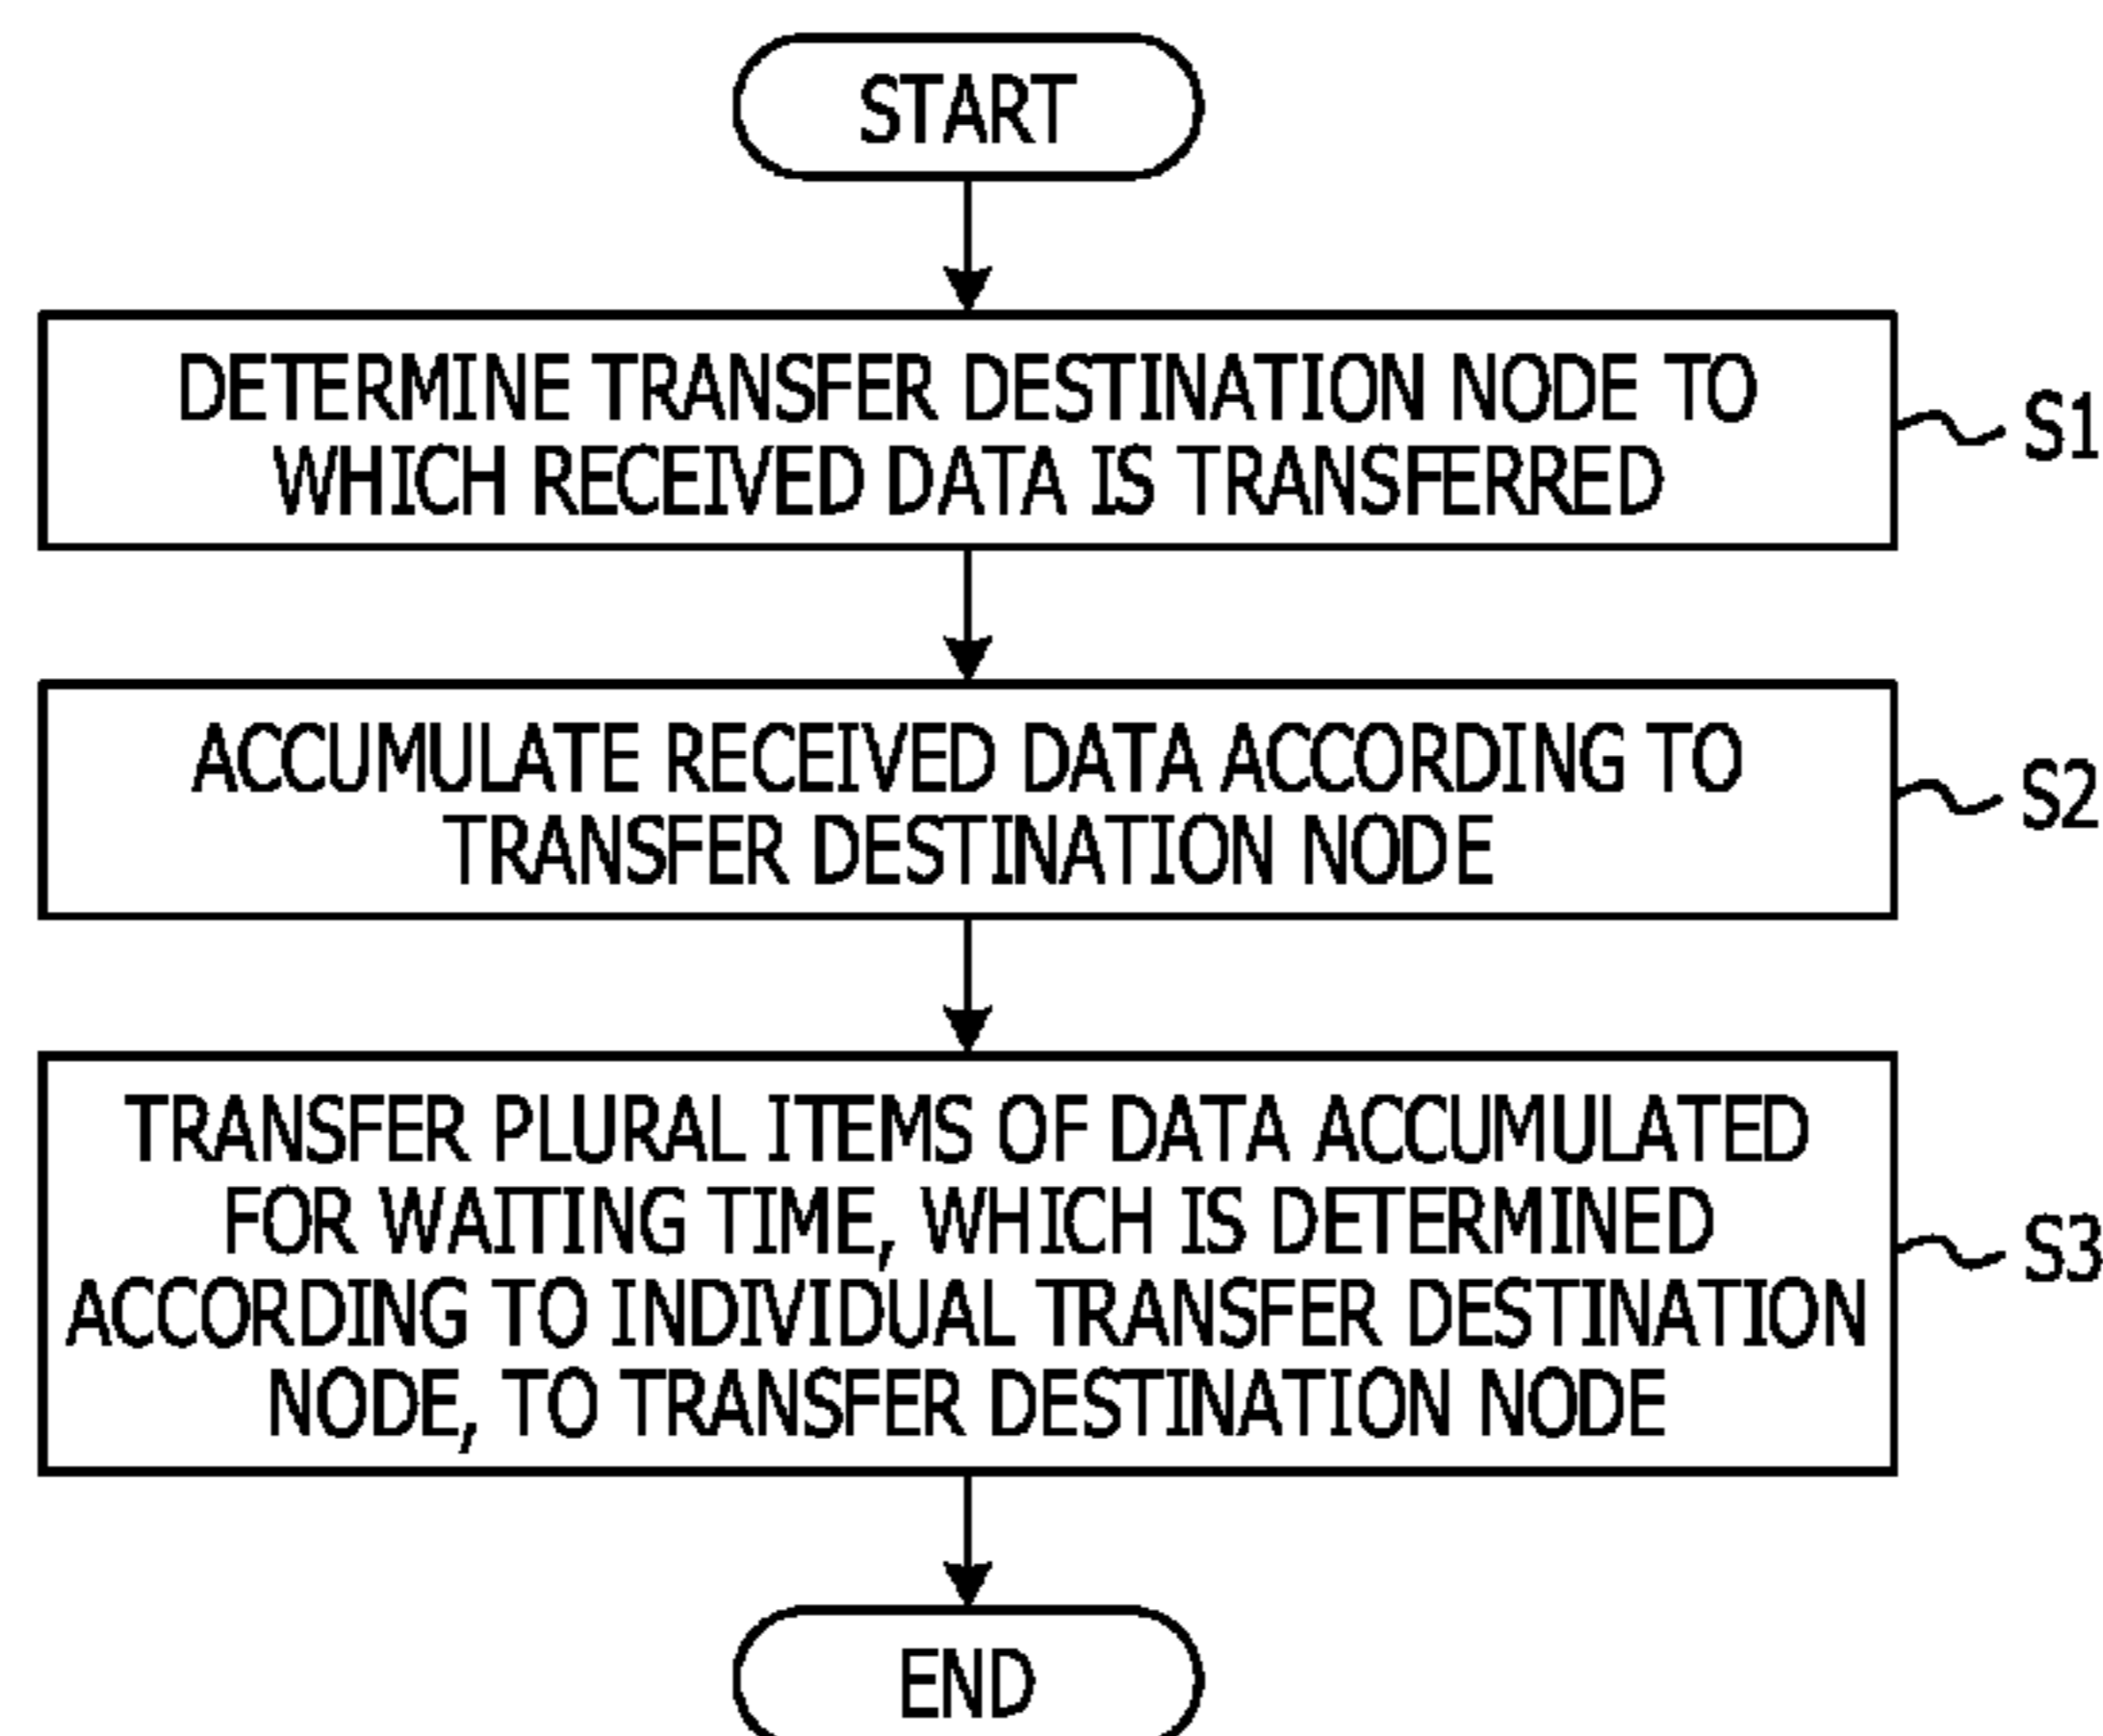 START
DETERMINE TRANSFER DESTINATION NODE TO
WHICH RECEIVED DATA IS TRANSFERRED
S1
ACCUMULATE RECEIVED DATA ACCORDING TO
TRANSFER DESTINATION NODE
S2
TRANSFER PLURAL ITEMS OF DATA ACCUMULATED
FOR WAITING TIME, WHICH IS DETERMINED
ACCORDING TO INDIVIDUAL TRANSFER DESTINATION
NODE, TO TRANSFER DESTINATION NODE
S3
END